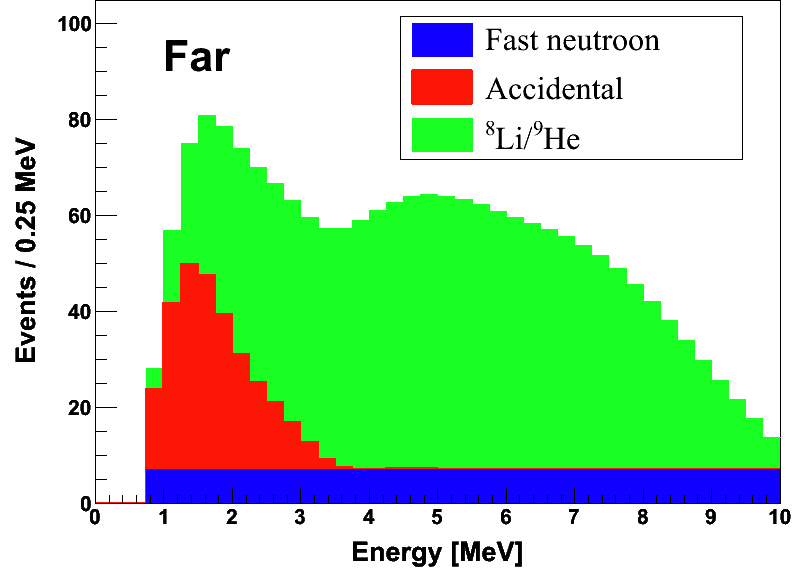 100
80
60
40
20
0
Events / 0.25 MeV
Far
Fast neutroon
Accidental
⁸Li/⁹He
0 1 2 3 4 5 6 7 8 9 10
Energy [MeV]